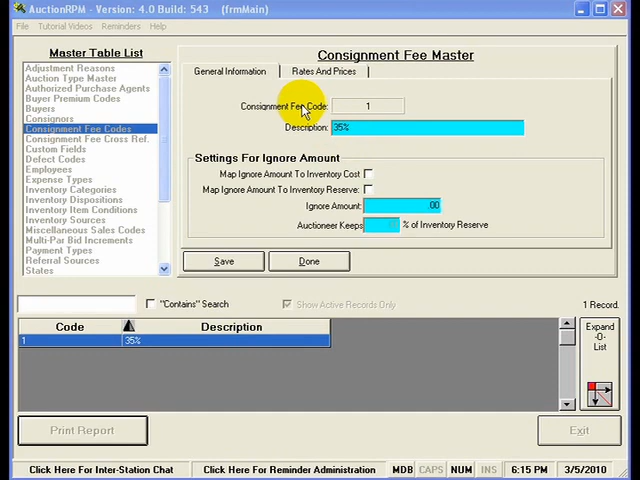 AuctionRPM - Version: 4.0 Build: 543 (frmMain)
File Tutorial Videos Reminders Help
Master Table List
Adjustment Reasons
Auction Type Master
Authorized Purchase Agents
Buyer Premium Codes
Buyers
Consignors
Consignment Fee Codes
Consignment Fee Cross Ref.
Custom Fields
Defect Codes
Employees
Expense Types
Inventory Categories
Inventory Dispositions
Inventory Item Conditions
Inventory Sources
Miscellaneous Sales Codes
Multi-Par Bid Increments
Payment Types
Referral Sources
States
Consignment Fee Master
General Information Rates And Prices
Consignment Fee Code: 1
Description: 35%
Settings For Ignore Amount
Map Ignore Amount To Inventory Cost
Map Ignore Amount To Inventory Reserve:
Ignore Amount: .00
Auctioneer Keeps % of Inventory Reserve
Save Done
"Contains" Search Show Active Records Only 1 Record.
Code Description
1 35%
Expand
-O-
List
Print Report Exit
Click Here For Inter-Station Chat Click Here For Reminder Administration MDB CAPS NUM INS 6:15 PM 3/5/2010